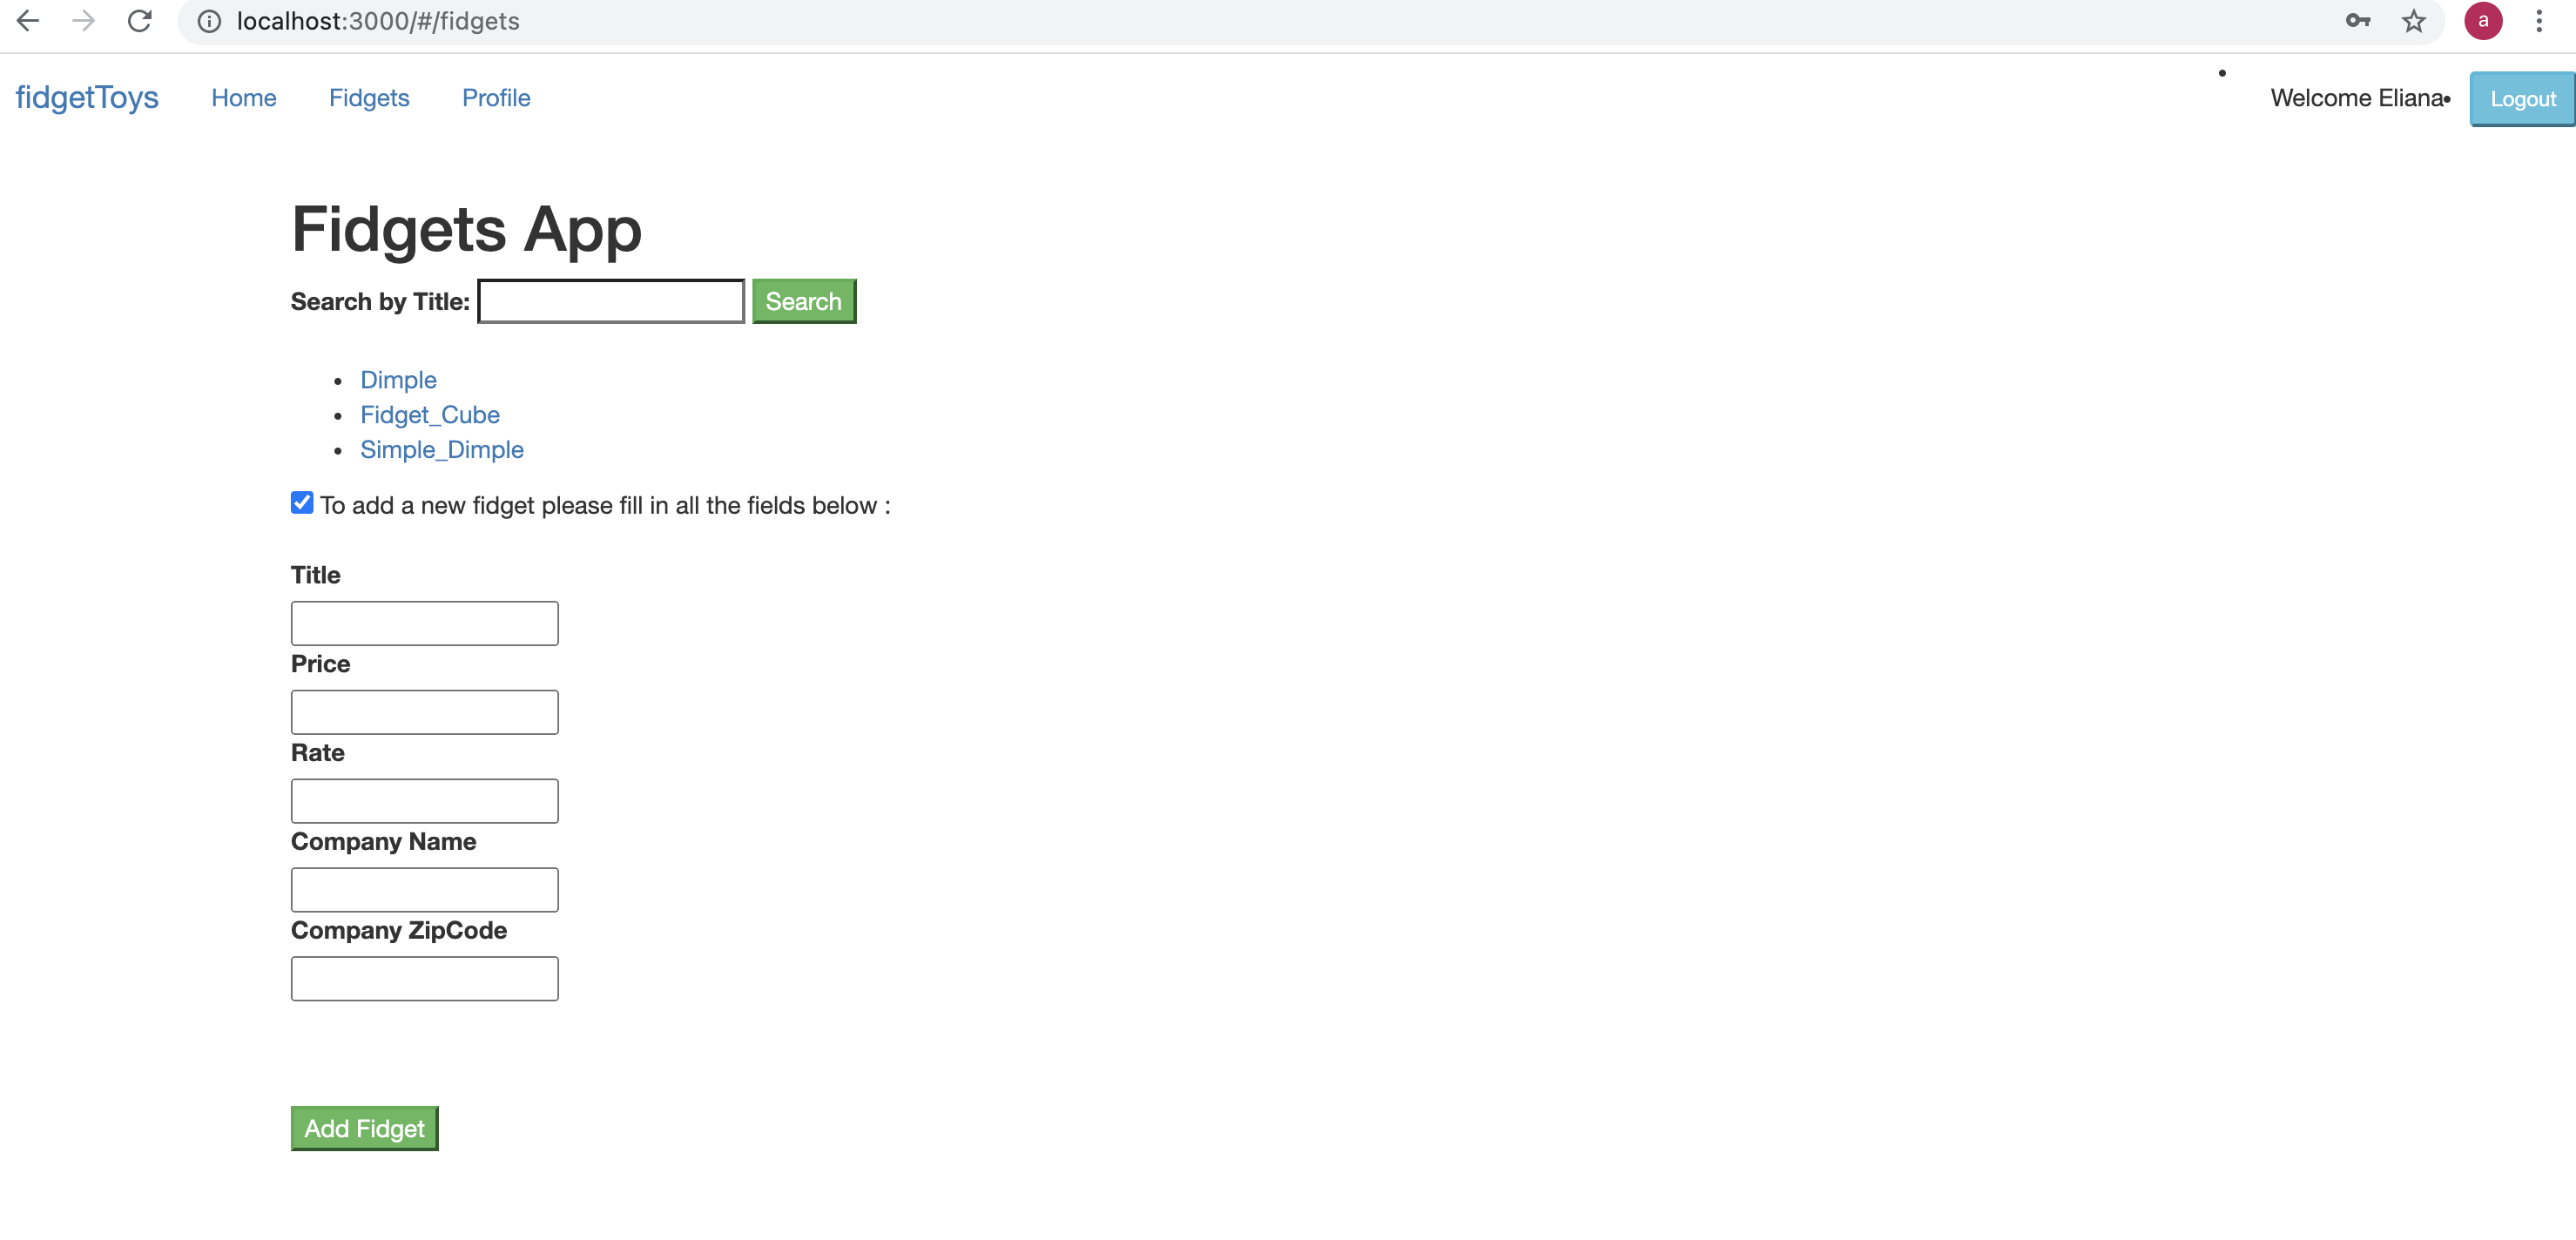 localhost:3000/#/fidgets
a
fidgetToys Home Fidgets Profile Welcome Eliana Logout
Fidgets App
Search by Title: Search
Dimple
Fidget_Cube
Simple_Dimple
To add a new fidget please fill in all the fields below :
Title
Price
Rate
Company Name
Company ZipCode
Add Fidget